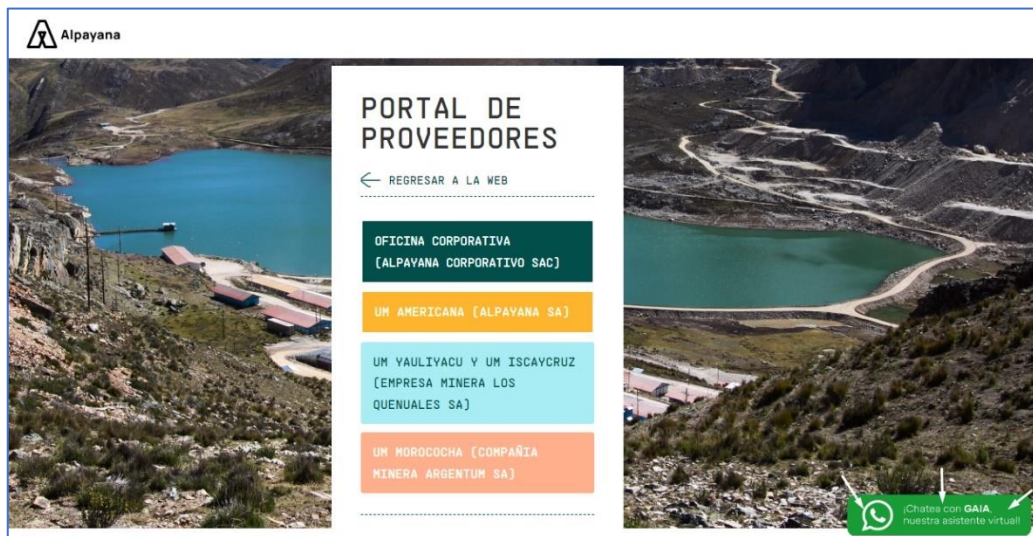 Alpayana
PORTAL DE
PROVEEDORES
REGRESAR A LA WEB
OFICINA CORPORATIVA
(ALPAYANA CORPORATIVO SAC)
UM AMERICANA (ALPAYANA SA)
UM YAULIYACU Y UM ISCAYCRUZ
(EMPRESA MINERA LOS
QUENUALES SA)
UM MOROCOCHA (COMPAÑIA
MINERA ARGENTUM SA)
¡Chatea con GAIA,
nuestra asistente virtual!